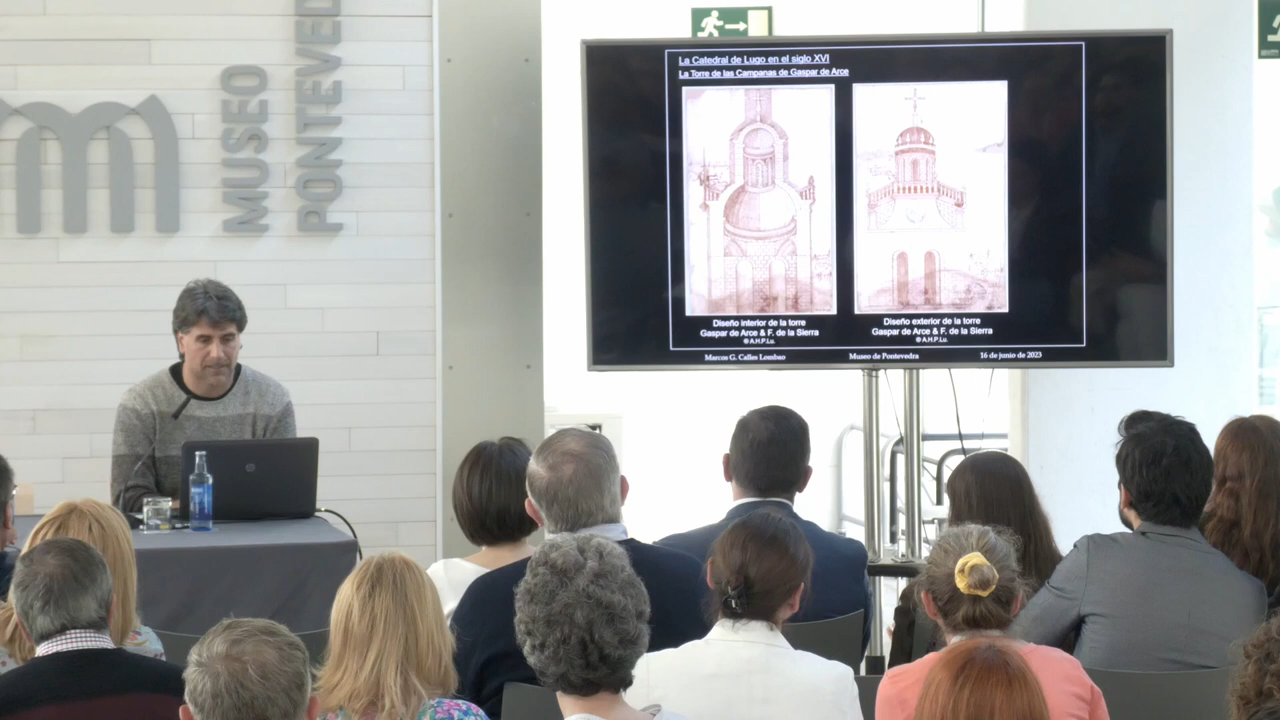 MUSEO
PONTEVED
La Catedral de Lugo en el siglo XVI
La Torre de las Campanas de Gaspar de Arce
Diseño interior de la torre
Gaspar de Arce & F. de la Sierra
© A.H.P.Lu.
Diseño exterior de la torre
Gaspar de Arce & F. de la Sierra
© A.H.P.Lu.
Marcos G. Calles Lombao
Museo de Pontevedra
16 de junio de 2023